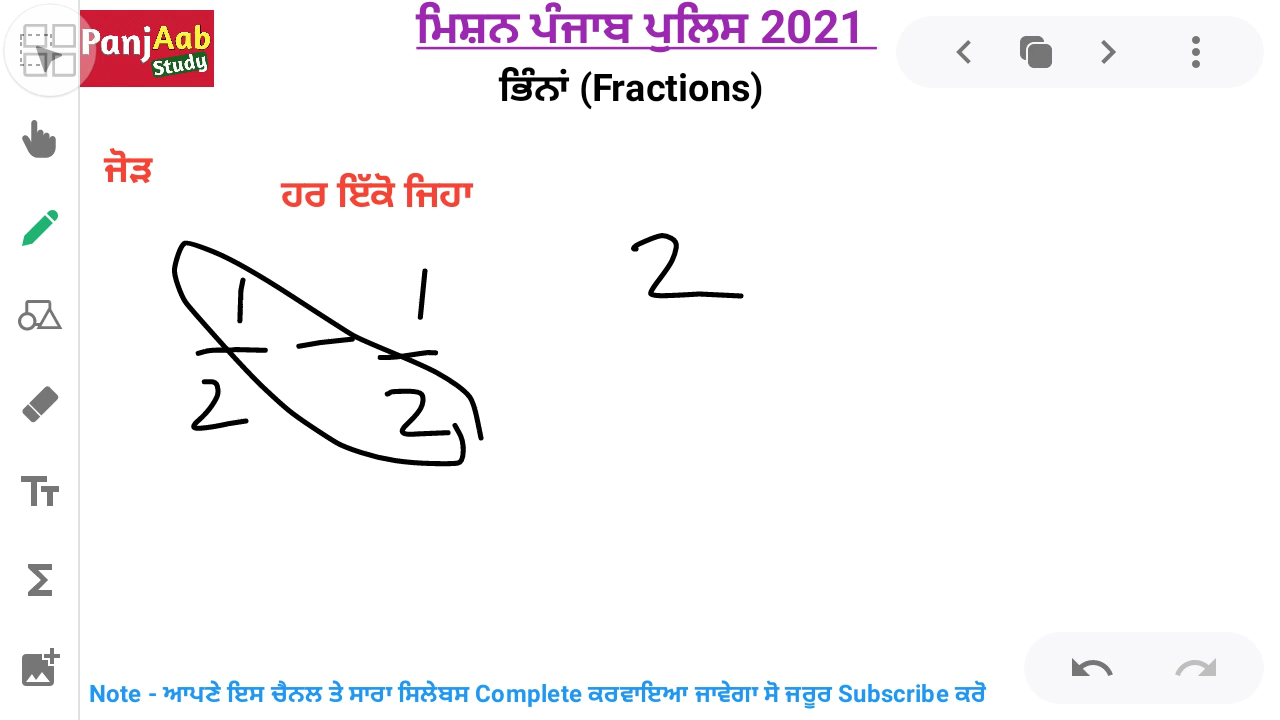 PanjAab
Study
ਮਿਸ਼ਨ ਪੰਜਾਬ ਪੁਲਿਸ 2021
ਭਿੰਨਾਂ (Fractions)
ਜੋੜ
ਹਰ ਇੱਕੋ ਜਿਹਾ
1/2 — 1/2
2
Note - ਆਪਣੇ ਇਸ ਚੈਨਲ ਤੇ ਸਾਰਾ ਸਿਲੇਬਸ Complete ਕਰਵਾਇਆ ਜਾਵੇਗਾ ਸੋ ਜਰੂਰ Subscribe ਕਰੋ